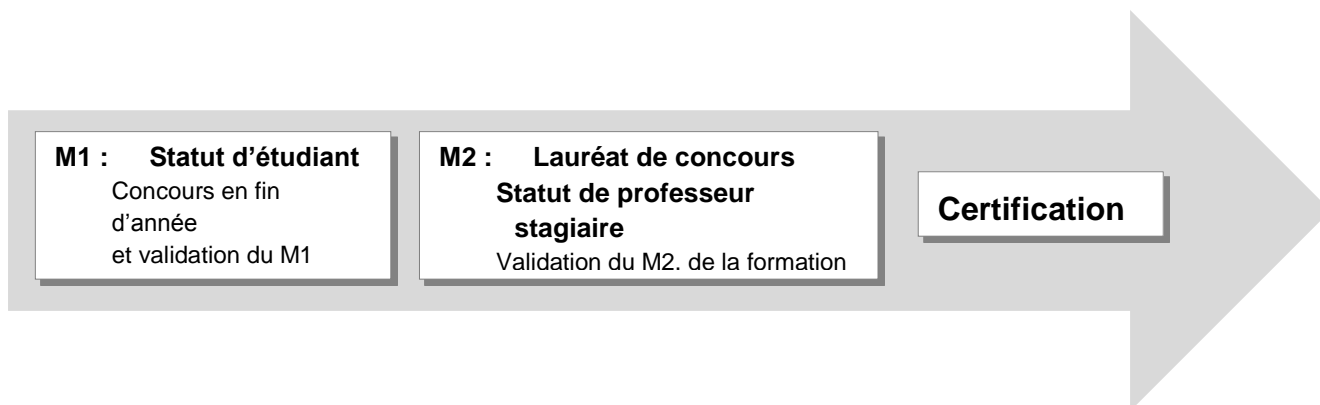 M1 : Statut d’étudiant
Concours en fin
d’année
et validation du M1
M2 : Lauréat de concours
Statut de professeur
stagiaire
Validation du M2. de la formation
Certification